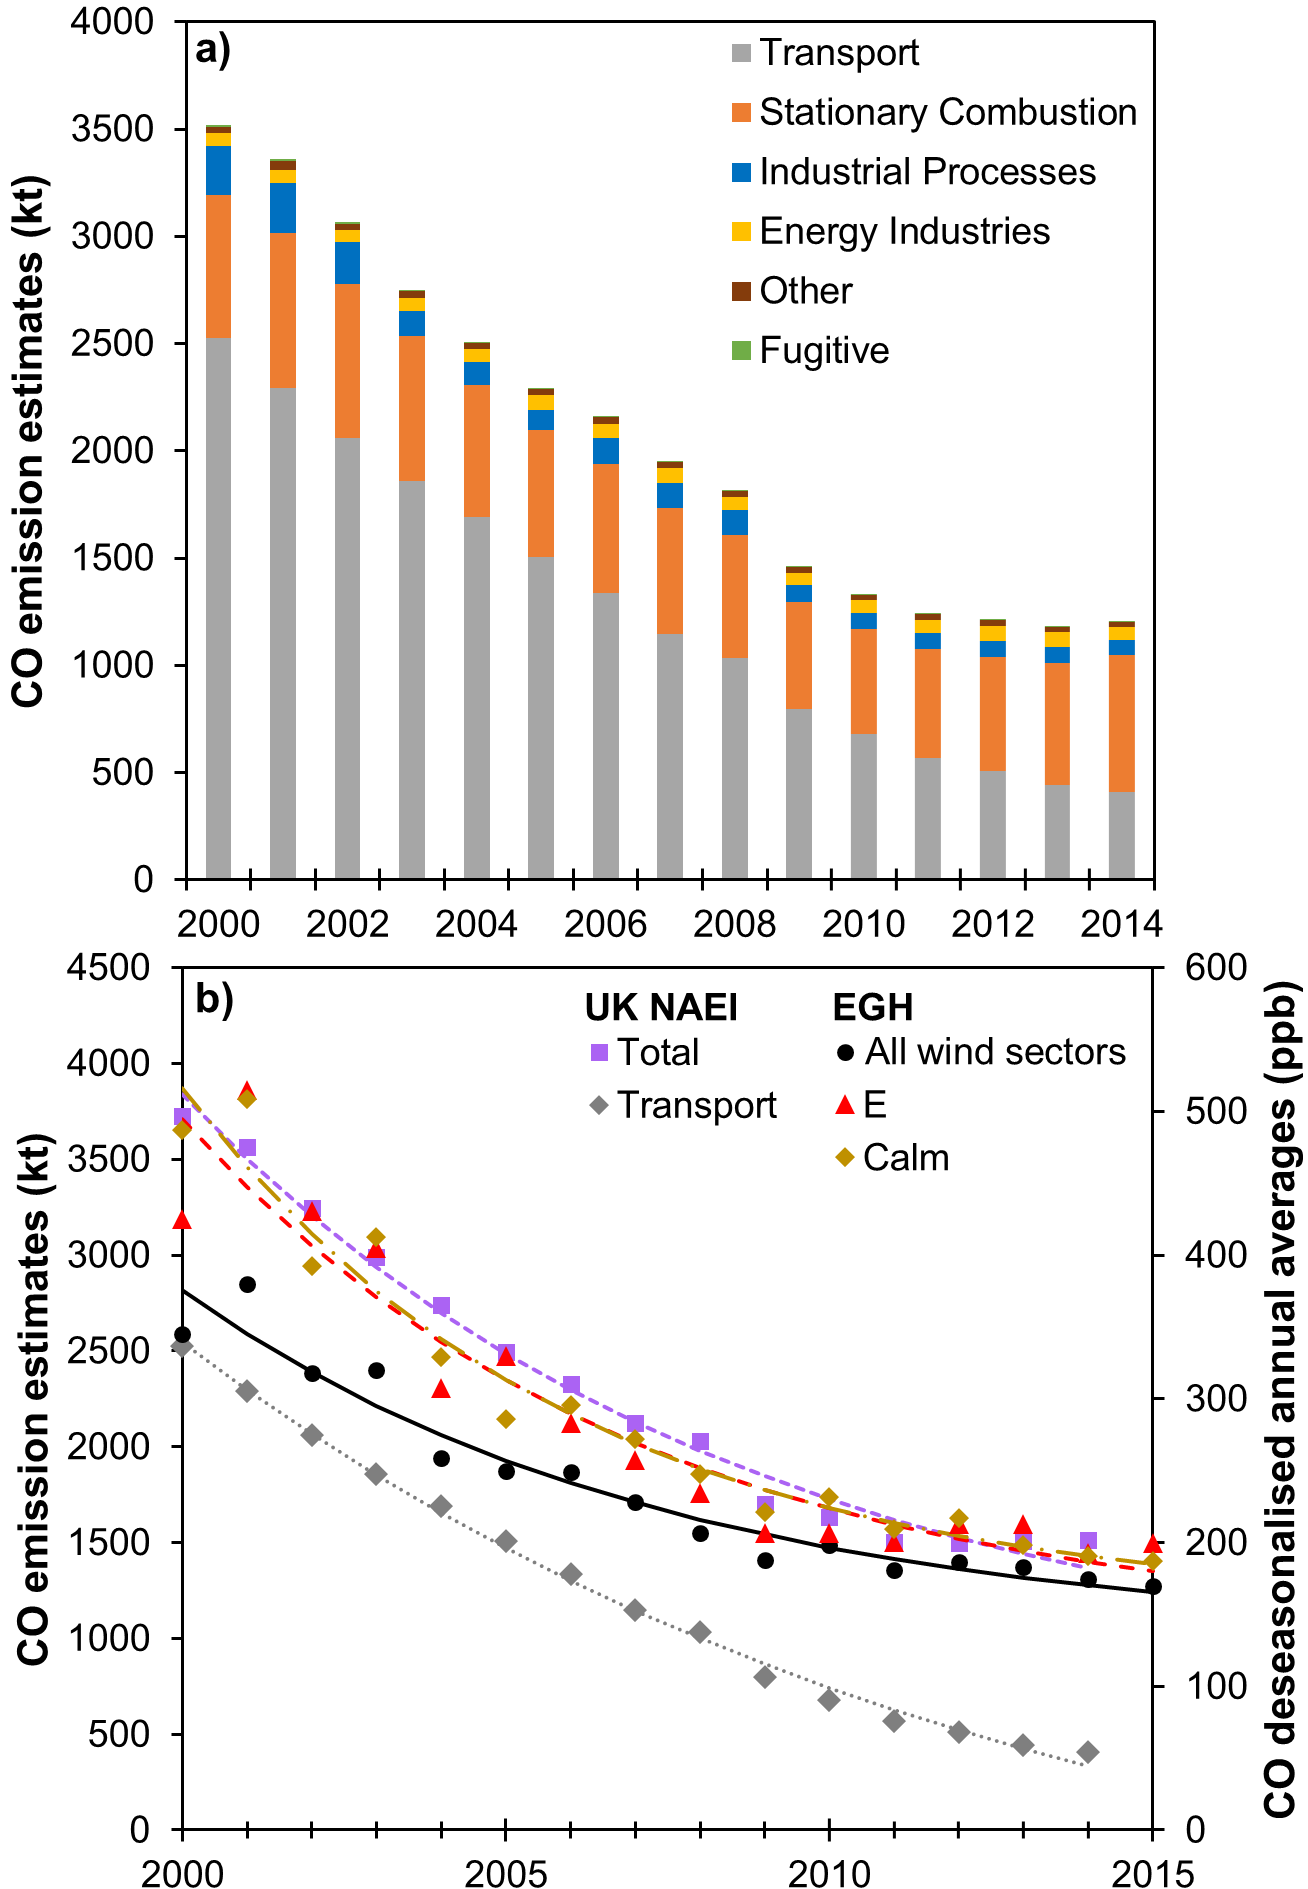 a)
CO emission estimates (kt)
4000
3500
3000
2500
2000
1500
1000
500
0
Transport
Stationary Combustion
Industrial Processes
Energy Industries
Other
Fugitive
2000 2002 2004 2006 2008 2010 2012 2014
b)
CO emission estimates (kt)
4500
4000
3500
3000
2500
2000
1500
1000
500
0
UK NAEI EGH
Total All wind sectors
Transport E
Calm
600
500
400
300
200
100
0
CO deseasonalised annual averages (ppb)
2000 2005 2010 2015